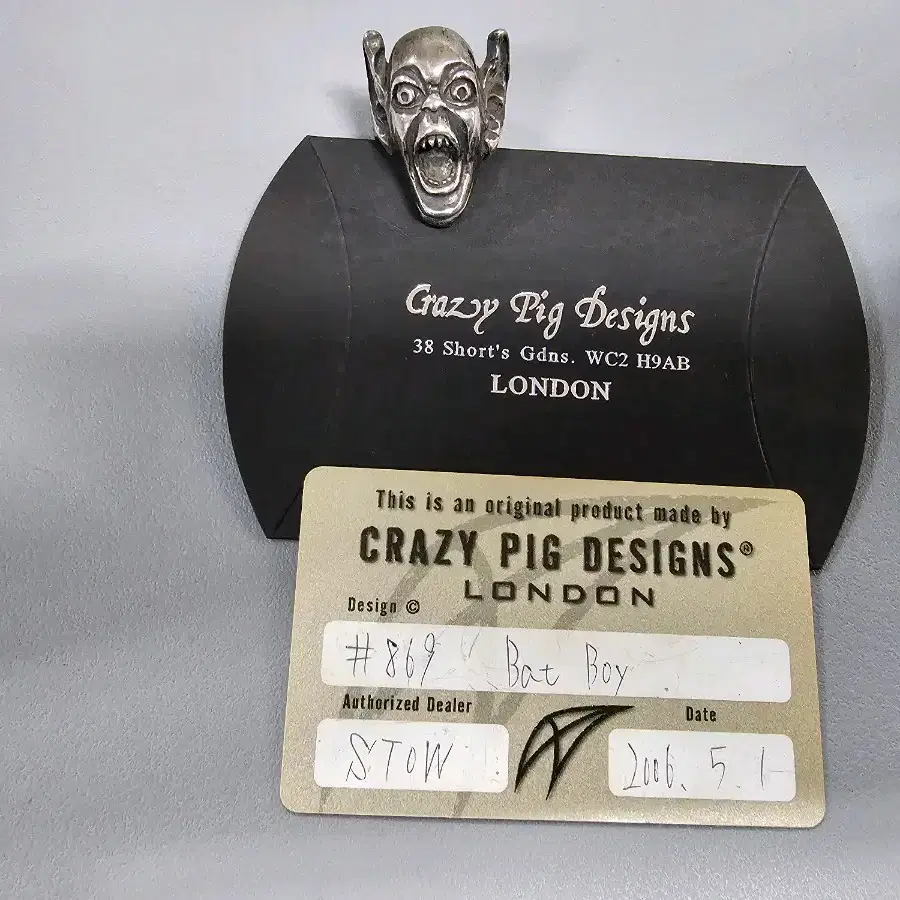 Crazy Pig Designs
38 Short's Gdns. WC2 H9AB
LONDON
This is an original product made by
CRAZY PIG DESIGNS®
LONDON
Design ©
#869 Bat Boy
Authorized Dealer
Date
STOW
2006. 5. 1